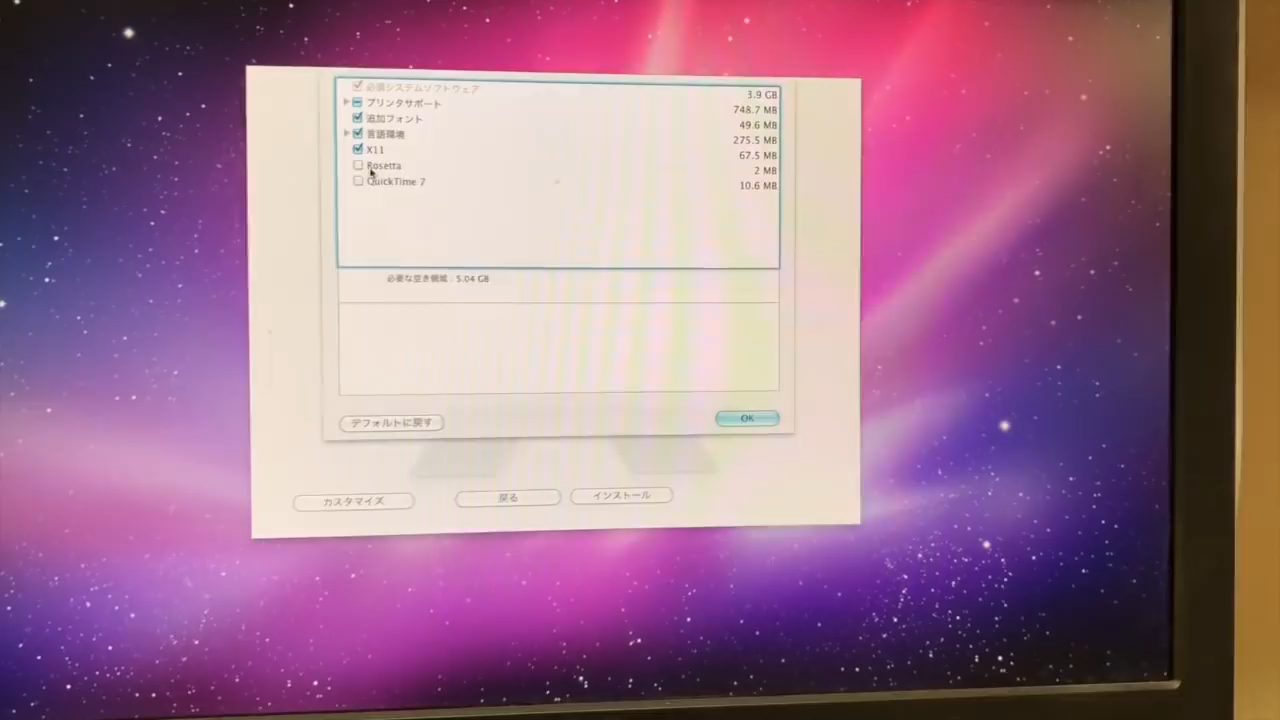 必須システムソフトウェア 3.9 GB
プリンタサポート 748.7 MB
追加フォント 49.6 MB
言語環境 275.5 MB
X11 67.5 MB
Rosetta 2 MB
QuickTime 7 10.6 MB
必要な空き領域：5.04 GB
デフォルトに戻す OK
カスタマイズ 戻る インストール